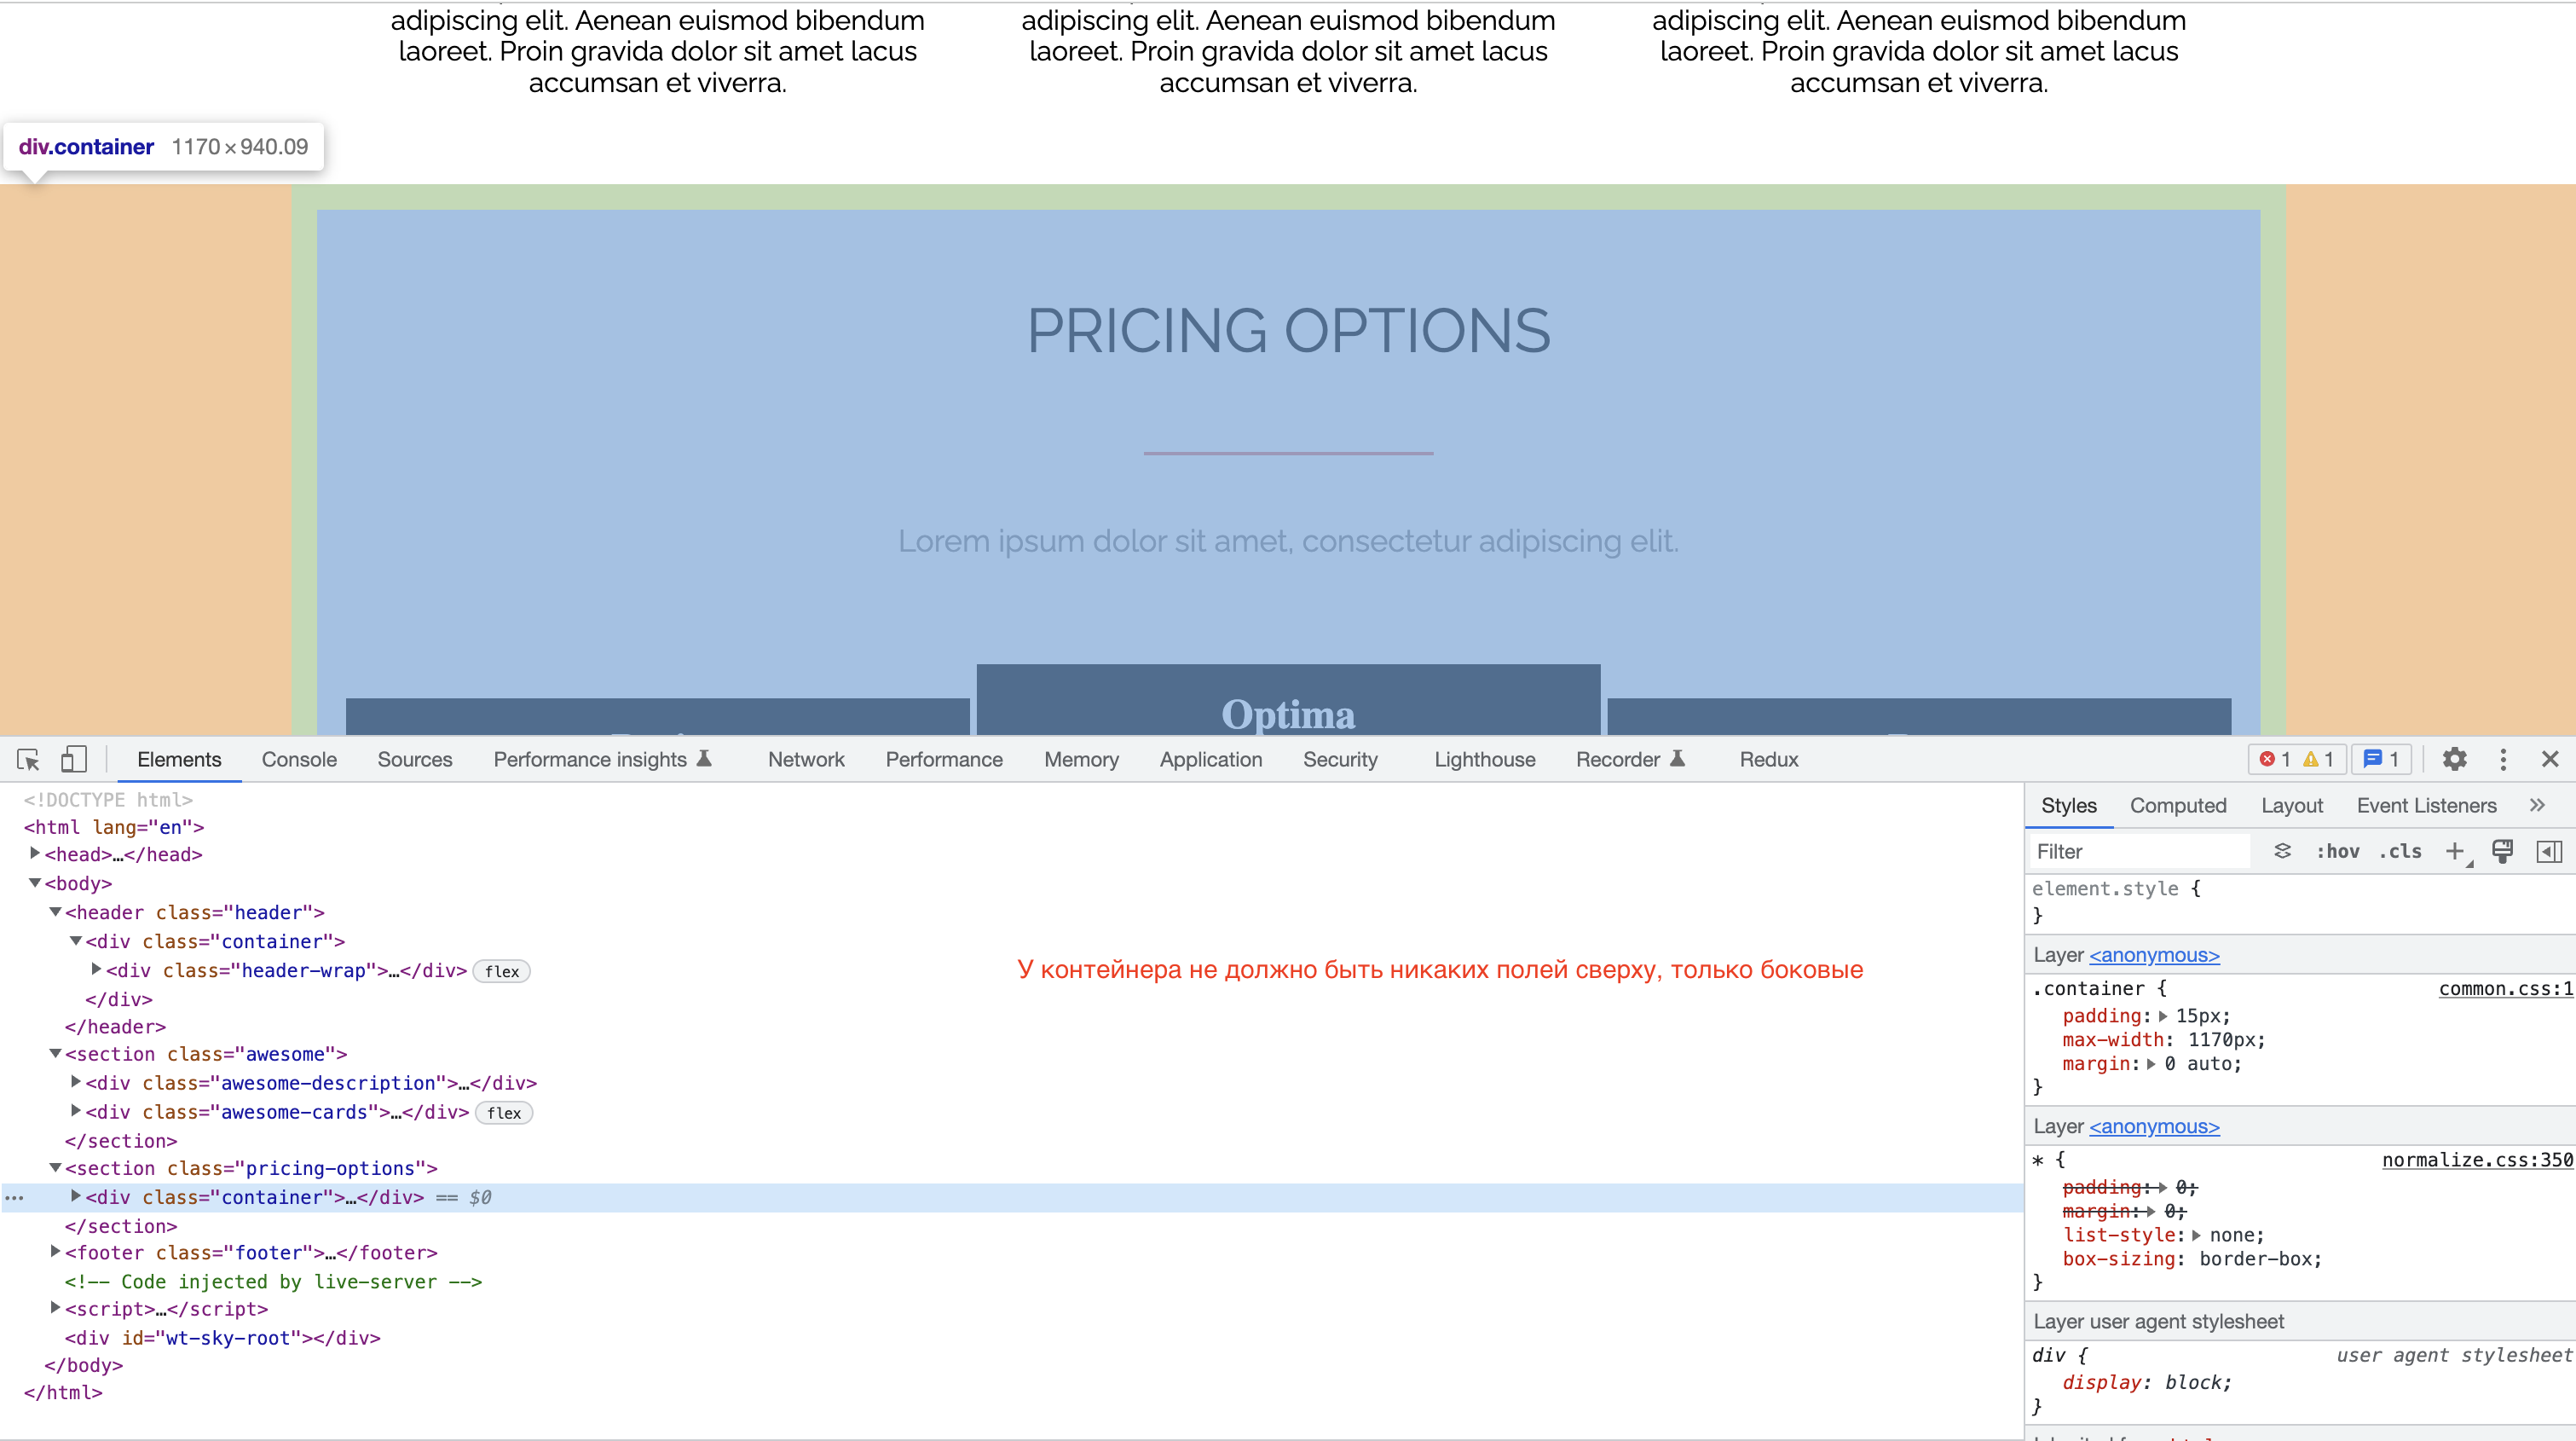 adipiscing elit. Aenean euismod bibendum
laoreet. Proin gravida dolor sit amet lacus
accumsan et viverra.
adipiscing elit. Aenean euismod bibendum
laoreet. Proin gravida dolor sit amet lacus
accumsan et viverra.
adipiscing elit. Aenean euismod bibendum
laoreet. Proin gravida dolor sit amet lacus
accumsan et viverra.
div.container 1170 × 940.09
PRICING OPTIONS
Lorem ipsum dolor sit amet, consectetur adipiscing elit.
Optima
Elements Console Sources Performance insights Network Performance Memory Application Security Lighthouse Recorder Redux 1 1 1
<!DOCTYPE html>
<html lang="en">
<head>…</head>
<body>
<header class="header">
<div class="container">
<div class="header-wrap">…</div> flex
</div>
</header>
<section class="awesome">
<div class="awesome-description">…</div>
<div class="awesome-cards">…</div> flex
</section>
<section class="pricing-options">
<div class="container">…</div> == $0
</section>
<footer class="footer">…</footer>
<!-- Code injected by live-server -->
<script>…</script>
<div id="wt-sky-root"></div>
</body>
</html>
У контейнера не должно быть никаких полей сверху, только боковые
Styles Computed Layout Event Listeners
Filter :hov .cls
element.style {
}
Layer <anonymous>
.container { common.css:1
padding: 15px;
max-width: 1170px;
margin: 0 auto;
}
Layer <anonymous>
* { normalize.css:350
padding: 0;
margin: 0;
list-style: none;
box-sizing: border-box;
}
Layer user agent stylesheet
div { user agent stylesheet
display: block;
}